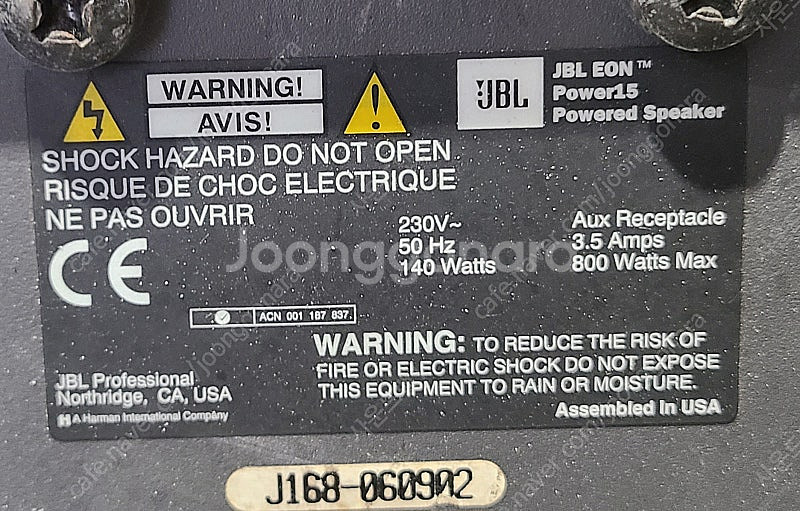 WARNING!
AVIS!
JBL
JBL EON™
Power15
Powered Speaker
SHOCK HAZARD DO NOT OPEN
RISQUE DE CHOC ELECTRIQUE
NE PAS OUVRIR
230V~
50 Hz
140 Watts
Aux Receptacle
3.5 Amps
800 Watts Max
Joonggonara
CE
ACN 001 187 837
WARNING: TO REDUCE THE RISK OF
FIRE OR ELECTRIC SHOCK DO NOT EXPOSE
THIS EQUIPMENT TO RAIN OR MOISTURE.
JBL Professional
Northridge, CA, USA
H A Harman International Company
Assembled In USA
J168-060902